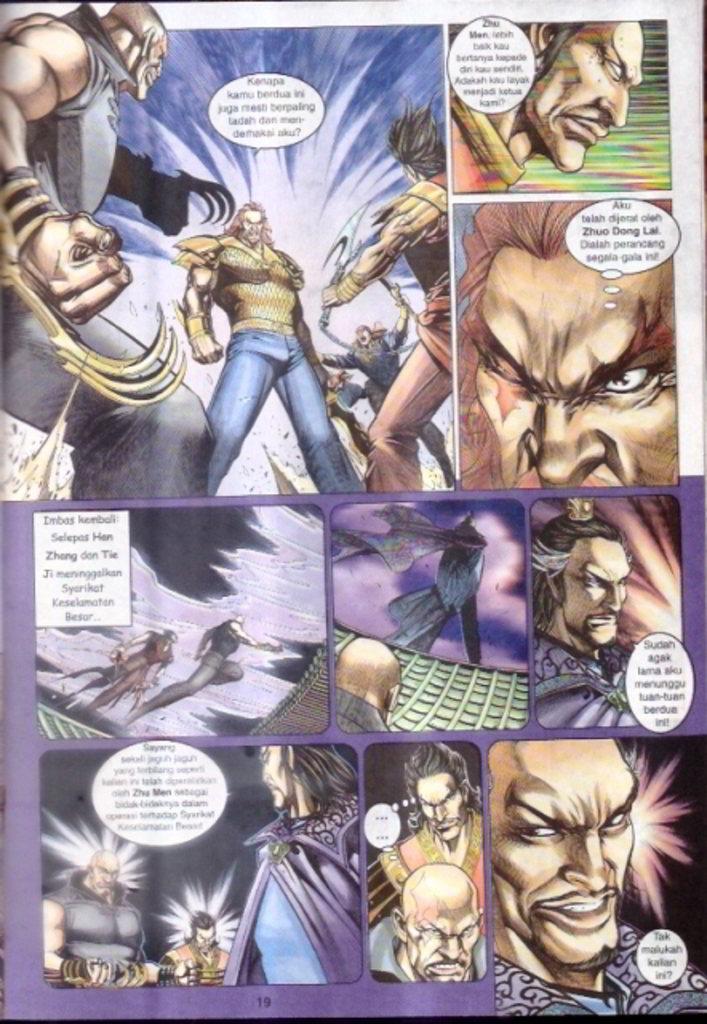 Kenapa
kamu berdua ini
juga mesti berpaling
tadah dan men-
derhakai aku?
Zhu
Men, lebih
baik kau
bertanya kepada
diri kau sendiri.
Adakah kau layak
menjadi ketua
kami?
Aku
telah dijerat oleh
Zhuo Dong Lai.
Dialah perancang
segala-gala ini!
Imbas kembali:
Selepas Han
Zhang dan Tie
Ji meninggalkan
Syarikat
Keselamatan
Besar...
Sudah
agak
lama aku
menunggu
tuan-tuan
berdua
ini!
Sayang
sekali jaguh-jaguh
yang terbilang seperti
kalian ini telah dikerah
oleh Zhu Men sebagai
bidak-bidaknya dalam
operasi terhadap Syarikat
Keselamatan Besar!
...
...
Tak
malukah
kalian
ini?
19